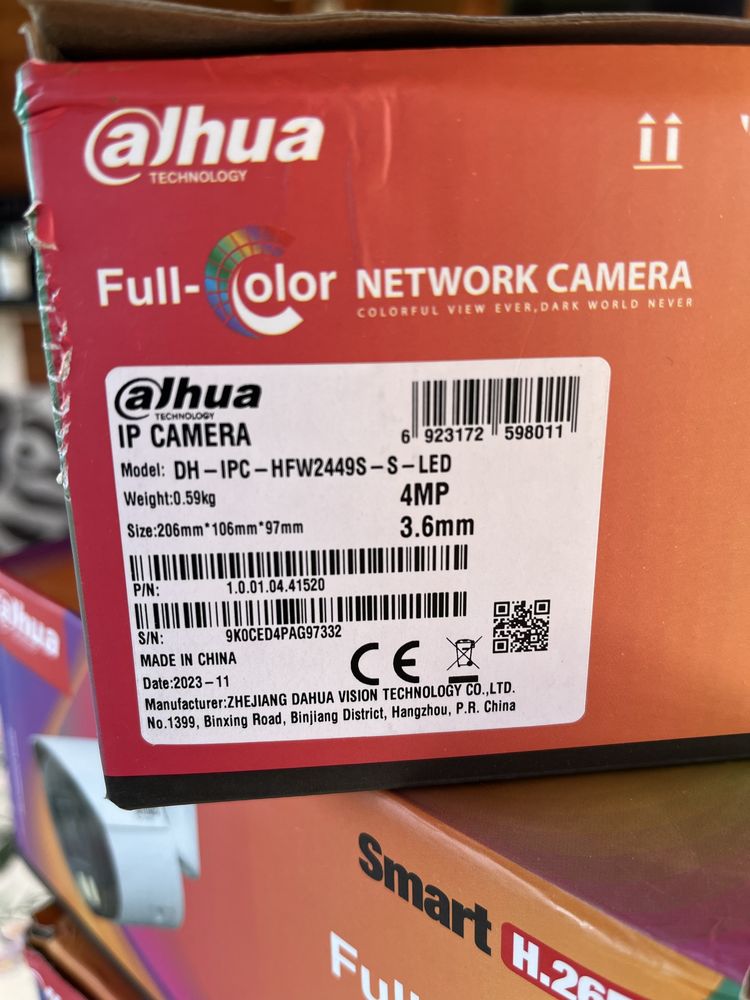 alhua
TECHNOLOGY
Full-Color NETWORK CAMERA
COLORFUL VIEW EVER,DARK WORLD NEVER
alhua
TECHNOLOGY
IP CAMERA
6 923172 598011
Model: DH-IPC-HFW2449S-S-LED
Weight:0.59kg
4MP
Size:206mm*106mm*97mm
3.6mm
P/N: 1.0.01.04.41520
S/N: 9K0CED4PAG97332
MADE IN CHINA
CE
Date:2023-11
Manufacturer:ZHEJIANG DAHUA VISION TECHNOLOGY CO.,LTD.
No.1399, Binxing Road, Binjiang District, Hangzhou, P.R. China
alhua
Smart
H.26
Ful